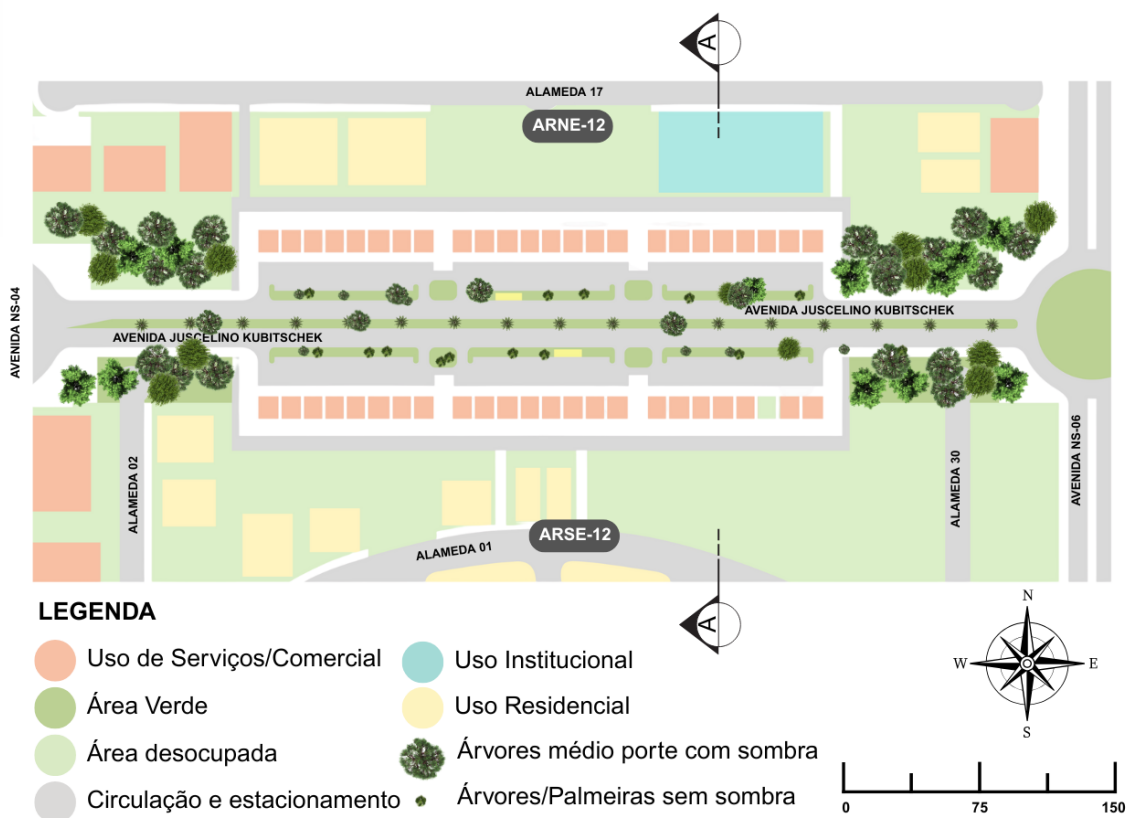 A
ALAMEDA 17
ARNE-12
AVENIDA NS-04
AVENIDA JUSCELINO KUBITSCHEK
AVENIDA JUSCELINO KUBITSCHEK
ALAMEDA 02
ALAMEDA 30
AVENIDA NS-06
ARSE-12
ALAMEDA 01
A
LEGENDA
Uso de Serviços/Comercial
Área Verde
Área desocupada
Circulação e estacionamento
Uso Institucional
Uso Residencial
Árvores médio porte com sombra
Árvores/Palmeiras sem sombra
N
W E
S
0 75 150